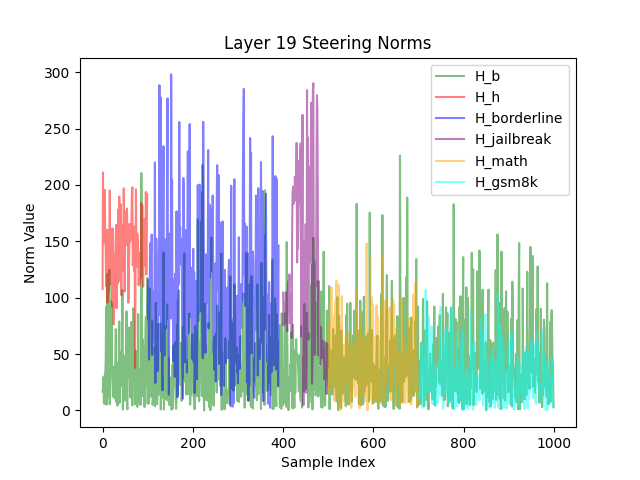 Layer 19 Steering Norms
300
250
200
150
100
50
0
Norm Value
H_b
H_h
H_borderline
H_jailbreak
H_math
H_gsm8k
0 200 400 600 800 1000
Sample Index